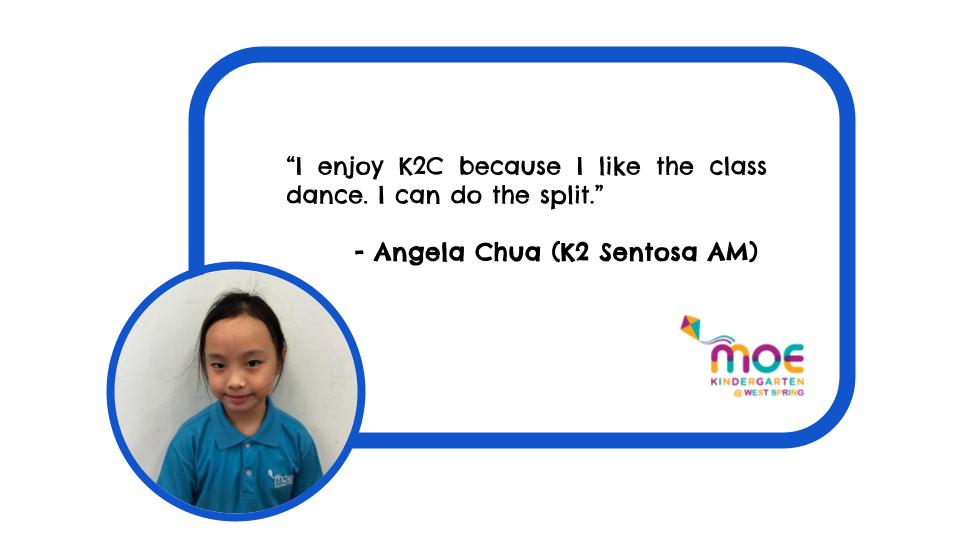 “I enjoy K2C because I like the class
dance. I can do the split.”
- Angela Chua (K2 Sentosa AM)
moe
KINDERGARTEN
@ WEST SPRING
moe